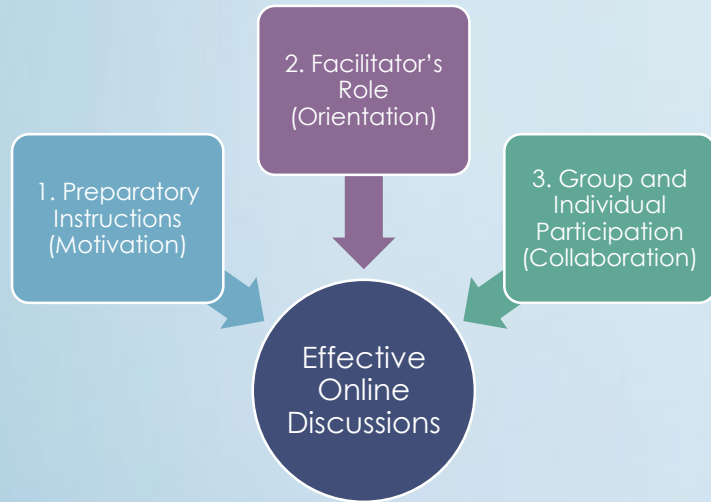 1. Preparatory
Instructions
(Motivation)
2. Facilitator’s
Role
(Orientation)
3. Group and
Individual
Participation
(Collaboration)
Effective
Online
Discussions